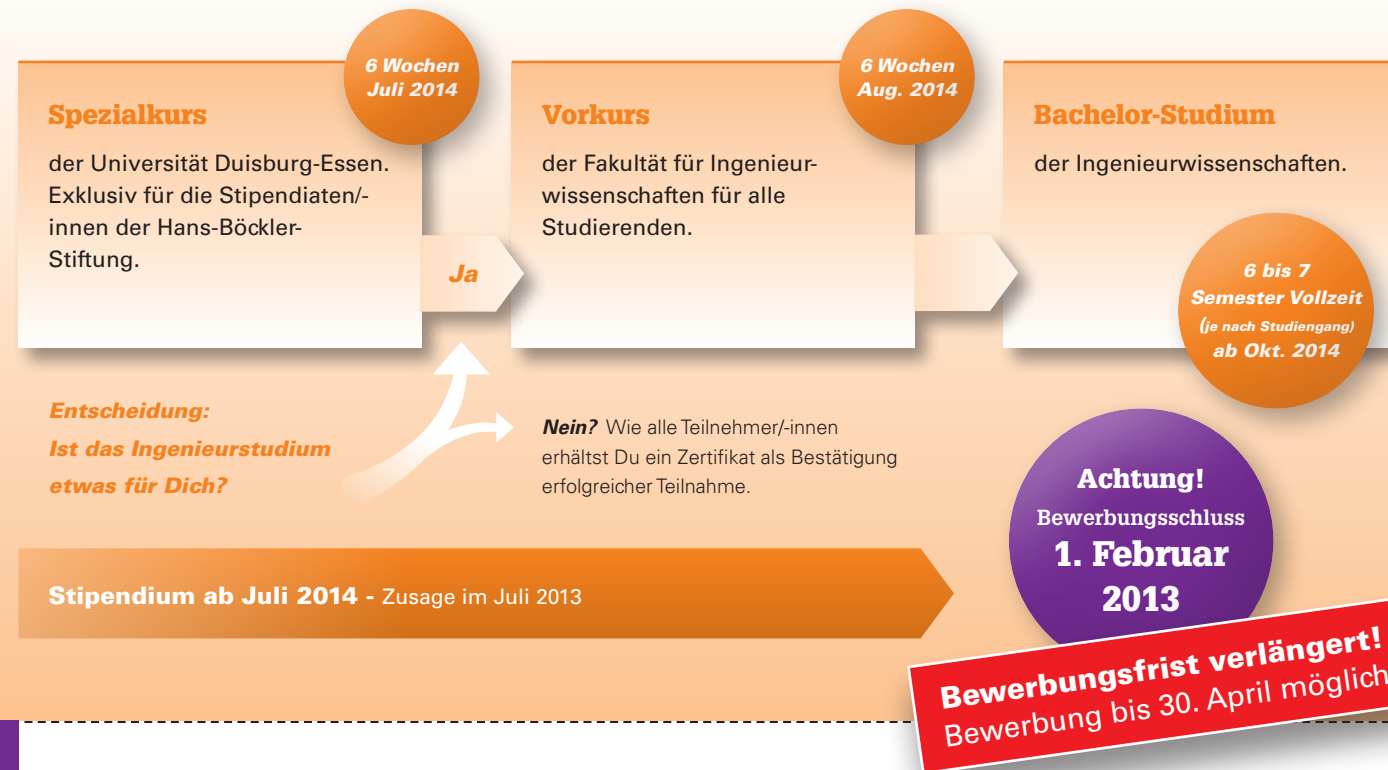 6 Wochen
Juli 2014
Spezialkurs
der Universität Duisburg-Essen.
Exklusiv für die Stipendiaten/-
innen der Hans-Böckler-
Stiftung.
Ja
6 Wochen
Aug. 2014
Vorkurs
der Fakultät für Ingenieur-
wissenschaften für alle
Studierenden.
Bachelor-Studium
der Ingenieurwissenschaften.
6 bis 7
Semester Vollzeit
(je nach Studiengang)
ab Okt. 2014
Entscheidung:
Ist das Ingenieurstudium
etwas für Dich?
Nein? Wie alle Teilnehmer/-innen
erhältst Du ein Zertifikat als Bestätigung
erfolgreicher Teilnahme.
Achtung!
Bewerbungsschluss
1. Februar
2013
Stipendium ab Juli 2014 - Zusage im Juli 2013
Bewerbungsfrist verlängert!
Bewerbung bis 30. April möglich